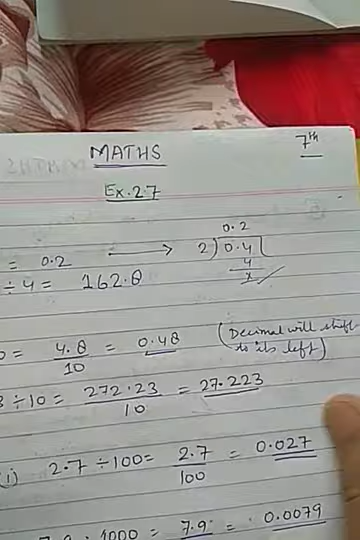 MATHS 7th
Ex.2.7
= 0.2 → 2) 0.4 ( 0.2
4
x
÷ 4 = 162.8
0 = 4.8/10 = 0.48 (Decimal will shift to its left)
3 ÷ 10 = 272.23/10 = 27.223
(i) 2.7 ÷ 100 = 2.7/100 = 0.027
1000 = 7.9 = 0.0079